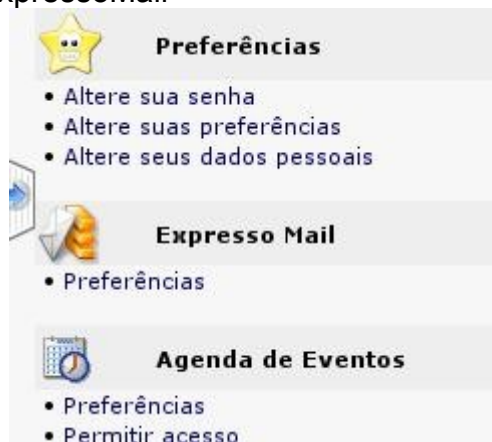 Preferências
• Altere sua senha
• Altere suas preferências
• Altere seus dados pessoais
Expresso Mail
• Preferências
Agenda de Eventos
• Preferências
• Permitir acesso